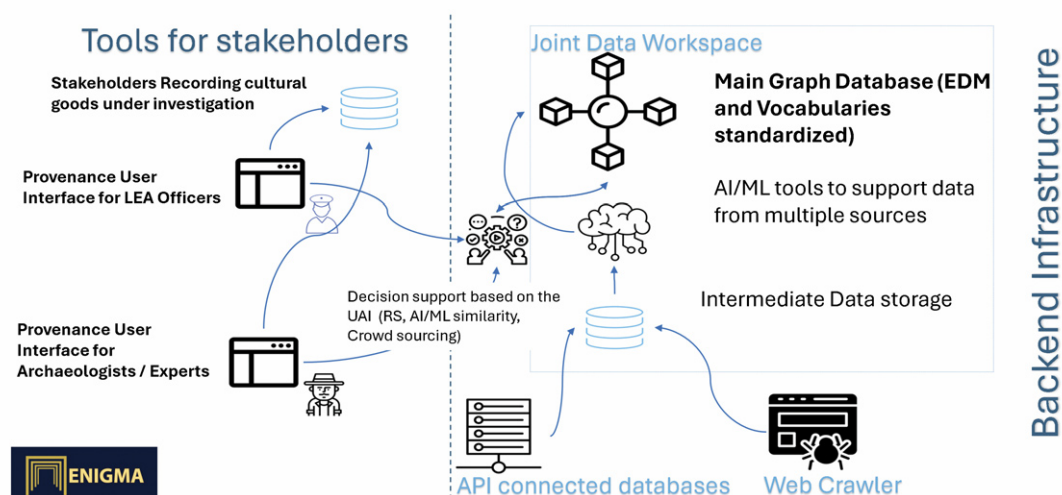 Tools for stakeholders
Stakeholders Recording cultural
goods under investigation
Provenance User
Interface for LEA Officers
Provenance User
Interface for
Archaeologists / Experts
Decision support based on the
UAI (RS, AI/ML similarity,
Crowd sourcing)
ENIGMA
Joint Data Workspace
Main Graph Database (EDM
and Vocabularies
standardized)
AI/ML tools to support data
from multiple sources
Intermediate Data storage
API connected databases
Web Crawler
Backend Infrastructure